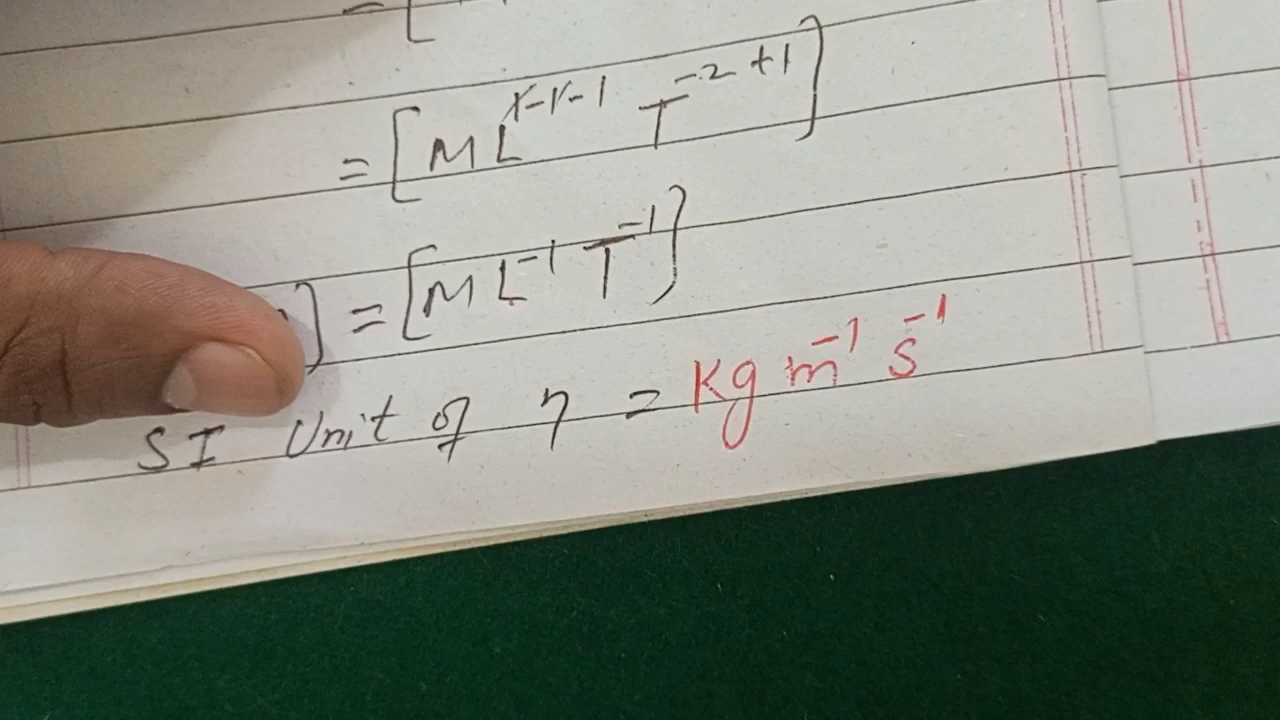 = [
= [M L^1-1-1 T^-2+1]
] = [M L^-1 T^-1]
SI Unit of η = Kg m^-1 s^-1